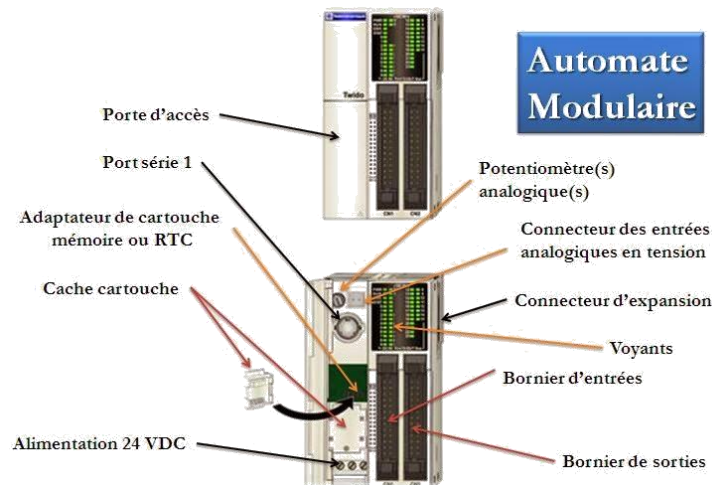 Automate
Modulaire
Twido
Porte d'accès
Port série 1
Potentiomètre(s)
analogique(s)
Adaptateur de cartouche
mémoire ou RTC
Connecteur des entrées
analogiques en tension
Cache cartouche
Connecteur d'expansion
Voyants
Bornier d'entrées
Alimentation 24 VDC
Bornier de sorties